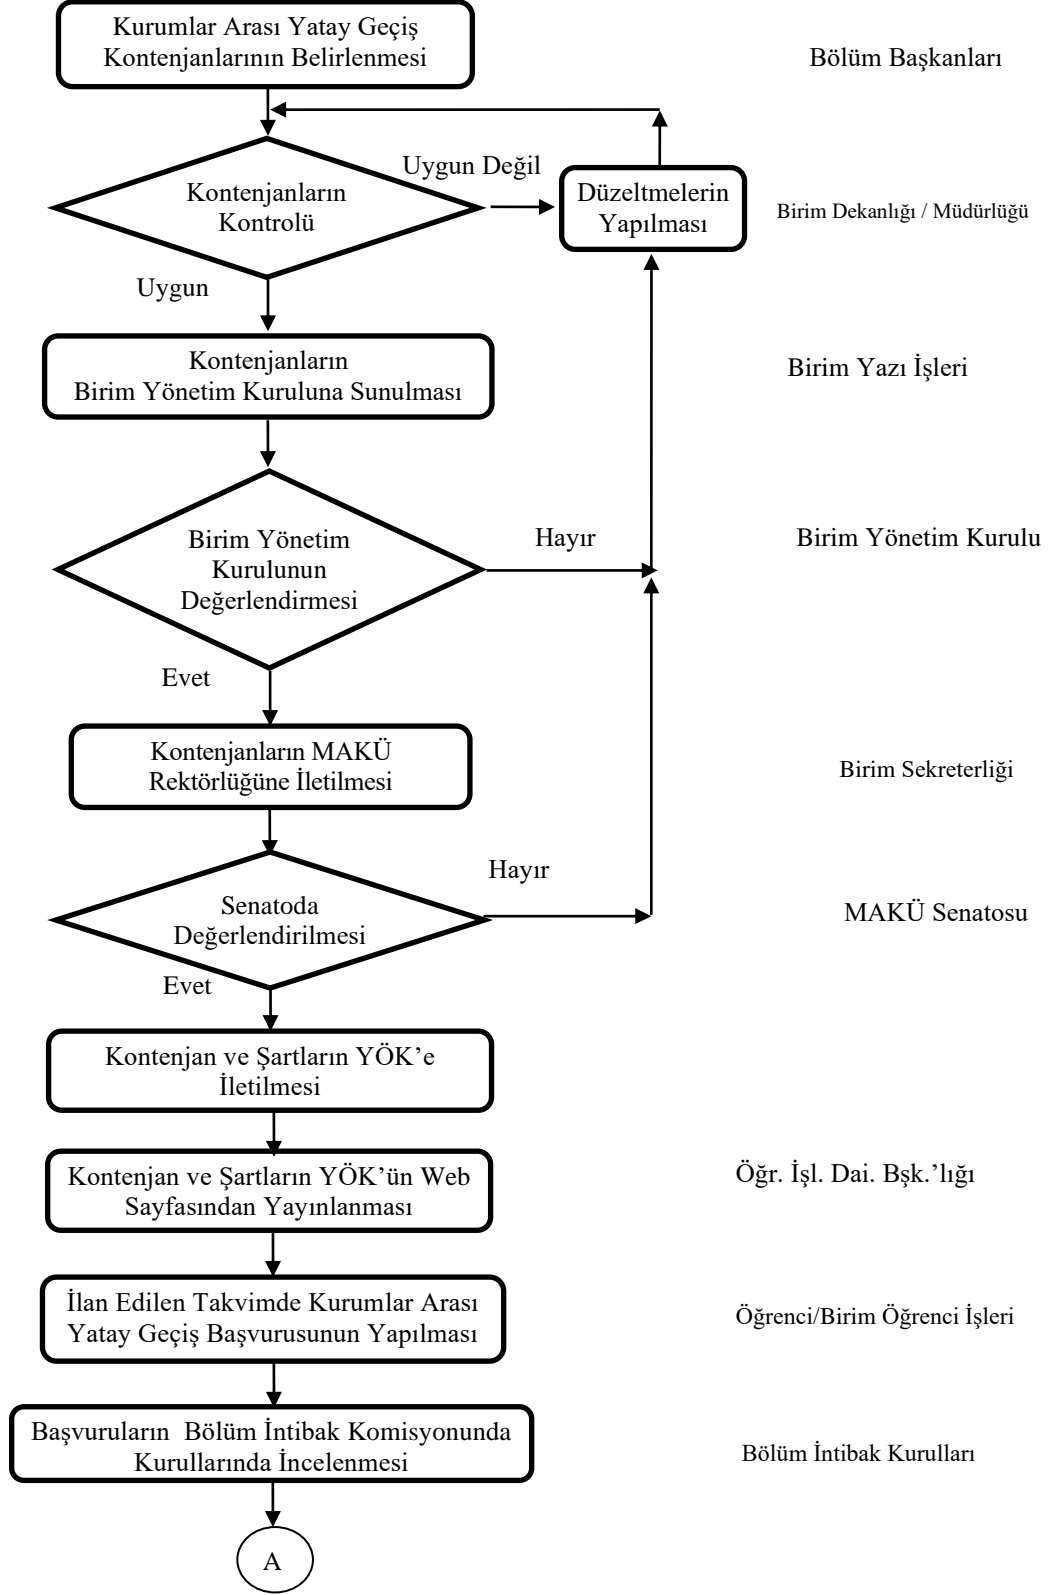 Kurumlar Arası Yatay Geçiş
Kontenjanlarının Belirlenmesi
Bölüm Başkanları
Uygun Değil
Kontenjanların
Kontrolü
Düzeltmelerin
Yapılması
Birim Dekanlığı / Müdürlüğü
Uygun
Kontenjanların
Birim Yönetim Kuruluna Sunulması
Birim Yazı İşleri
Birim Yönetim
Kurulunun
Değerlendirmesi
Hayır
Birim Yönetim Kurulu
Evet
Kontenjanların MAKÜ
Rektörlüğüne İletilmesi
Birim Sekreterliği
Hayır
Senatoda
Değerlendirilmesi
MAKÜ Senatosu
Evet
Kontenjan ve Şartların YÖK’e
İletilmesi
Kontenjan ve Şartların YÖK’ün Web
Sayfasından Yayınlanması
Öğr. İşl. Dai. Bşk.’lığı
İlan Edilen Takvimde Kurumlar Arası
Yatay Geçiş Başvurusunun Yapılması
Öğrenci/Birim Öğrenci İşleri
Başvuruların  Bölüm İntibak Komisyonunda
Kurullarında İncelenmesi
Bölüm İntibak Kurulları
A